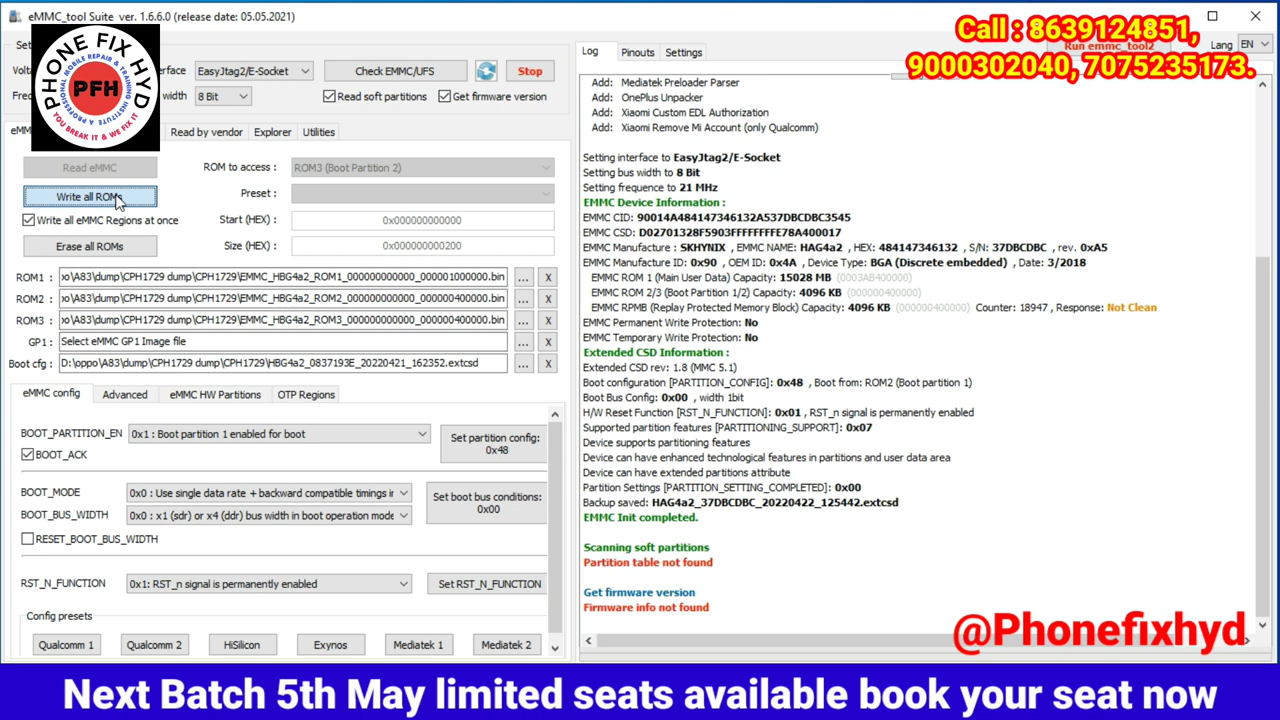 eMMC_tool Suite ver. 1.6.6.0 (release date: 05.05.2021)
Call : 8639124851,
9000302040, 7075235173.
PHONE FIX HYD
A PROFESSIONAL MOBILE REPAIR & TRAINING INSTITUTE
PFH
YOU BREAK IT & WE FIX IT
EasyJtag2/E-Socket
Check EMMC/UFS
Stop
width
8 Bit
Read soft partitions
Get firmware version
Read by vendor
Explorer
Utilities
Read eMMC
ROM to access :
ROM3 (Boot Partition 2)
Write all ROMs
Preset :
Write all eMMC Regions at once
Start (HEX) :
0x000000000000
Erase all ROMs
Size (HEX) :
0x000000000200
ROM1 :
ɔo\A83\dump\CPH1729 dump\CPH1729\EMMC_HBG4a2_ROM1_000000000000_000001000000.bin
...
X
ROM2 :
ɔo\A83\dump\CPH1729 dump\CPH1729\EMMC_HBG4a2_ROM2_000000000000_000000400000.bin
...
X
ROM3 :
ɔo\A83\dump\CPH1729 dump\CPH1729\EMMC_HBG4a2_ROM3_000000000000_000000400000.bin
...
X
GP1 :
Select eMMC GP1 Image file
...
X
Boot cfg :
D:\oppo\A83\dump\CPH1729 dump\CPH1729\HBG4a2_0837193E_20220421_162352.extcsd
...
X
eMMC config
Advanced
eMMC HW Partitions
OTP Regions
BOOT_PARTITION_EN
0x1 : Boot partition 1 enabled for boot
Set partition config:
0x48
BOOT_ACK
BOOT_MODE
0x0 : Use single data rate + backward compatible timings i
Set boot bus conditions:
0x00
BOOT_BUS_WIDTH
0x0 : x1 (sdr) or x4 (ddr) bus width in boot operation mode
RESET_BOOT_BUS_WIDTH
RST_N_FUNCTION
0x1: RST_n signal is permanently enabled
Set RST_N_FUNCTION
Config presets
Qualcomm 1
Qualcomm 2
HiSilicon
Exynos
Mediatek 1
Mediatek 2
Log
Pinouts
Settings
Run emmc_tool2
Lang
EN
Add: Mediatek Preloader Parser
Add: OnePlus Unpacker
Add: Xiaomi Custom EDL Authorization
Add: Xiaomi Remove Mi Account (only Qualcomm)
Setting interface to EasyJtag2/E-Socket
Setting bus width to 8 Bit
Setting frequency to 21 MHz
EMMC Device Information :
EMMC CID: 90014A484147346132A537DBCDBC3545
EMMC CSD: D02701328F5903FFFFFFFFE78A400017
EMMC Manufacture : SKHYNIX , EMMC NAME: HAG4a2 , HEX: 484147346132 , S/N: 37DBCDBC , rev. 0xA5
EMMC Manufacture ID: 0x90 , OEM ID: 0x4A , Device Type: BGA (Discrete embedded) , Date: 3/2018
EMMC ROM 1 (Main User Data) Capacity: 15028 MB (0003AB400000)
EMMC ROM 2/3 (Boot Partition 1/2) Capacity: 4096 KB (000000400000)
EMMC RPMB (Replay Protected Memory Block) Capacity: 4096 KB (000000400000) Counter: 18947 , Response: Not Clean
EMMC Permanent Write Protection: No
EMMC Temporary Write Protection: No
Extended CSD Information :
Extended CSD rev: 1.8 (MMC 5.1)
Boot configuration [PARTITION_CONFIG]: 0x48 , Boot from: ROM2 (Boot partition 1)
Boot Bus Config: 0x00 , width 1bit
H/W Reset Function [RST_N_FUNCTION]: 0x01 , RST_n signal is permanently enabled
Supported partition features [PARTITIONING_SUPPORT]: 0x07
Device supports partitioning features
Device can have enhanced technological features in partitions and user data area
Device can have extended partitions attribute
Partition Settings [PARTITION_SETTING_COMPLETED]: 0x00
Backup saved: HAG4a2_37DBCDBC_20220422_125442.extcsd
EMMC Init completed.
Scanning soft partitions
Partition table not found
Get firmware version
Firmware info not found
@Phonefixhyd
Next Batch 5th May limited seats available book your seat now